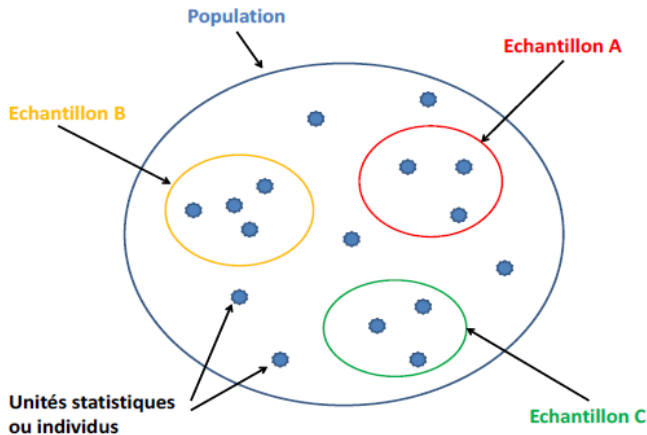 Population
Echantillon A
Echantillon B
Unités statistiques
ou individus
Echantillon C